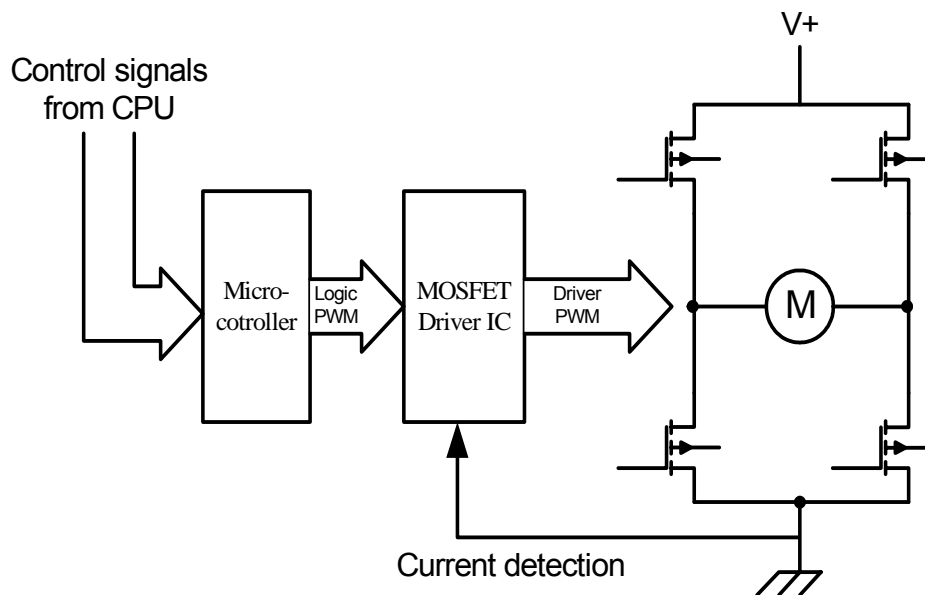 V+
Control signals
from CPU
Micro-
cotroller
Logic
PWM
MOSFET
Driver IC
Driver
PWM
M
Current detection